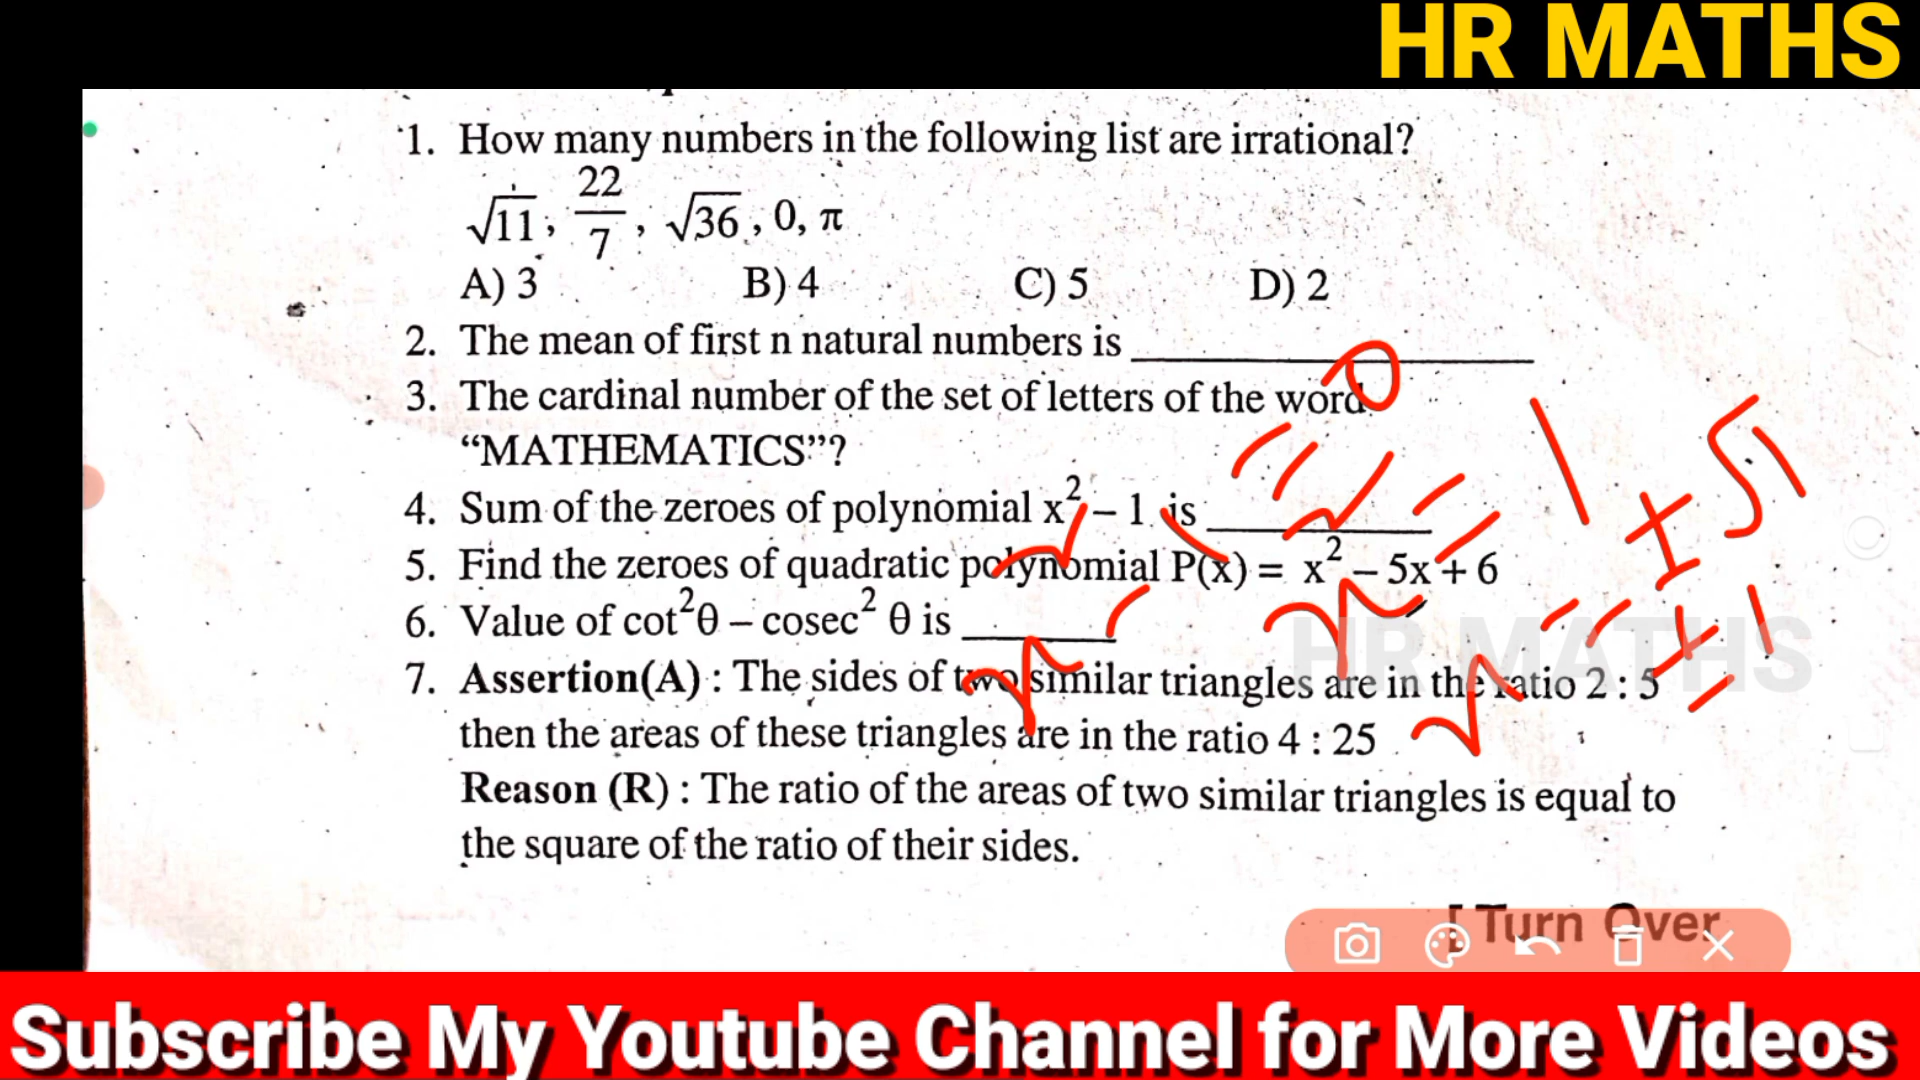 HR MATHS
1. How many numbers in the following list are irrational?
√11, 22/7, √36, 0, π
A) 3 B) 4 C) 5 D) 2
2. The mean of first n natural numbers is ____________
3. The cardinal number of the set of letters of the word
“MATHEMATICS”?
4. Sum of the zeroes of polynomial x² – 1 is ____________
5. Find the zeroes of quadratic polynomial P(x) = x² – 5x + 6
6. Value of cot²θ – cosec² θ is ________
7. Assertion(A) : The sides of two similar triangles are in the ratio 2 : 5
then the areas of these triangles are in the ratio 4 : 25
Reason (R) : The ratio of the areas of two similar triangles is equal to
the square of the ratio of their sides.
HR MATHS
[ Turn Over
Subscribe My Youtube Channel for More Videos